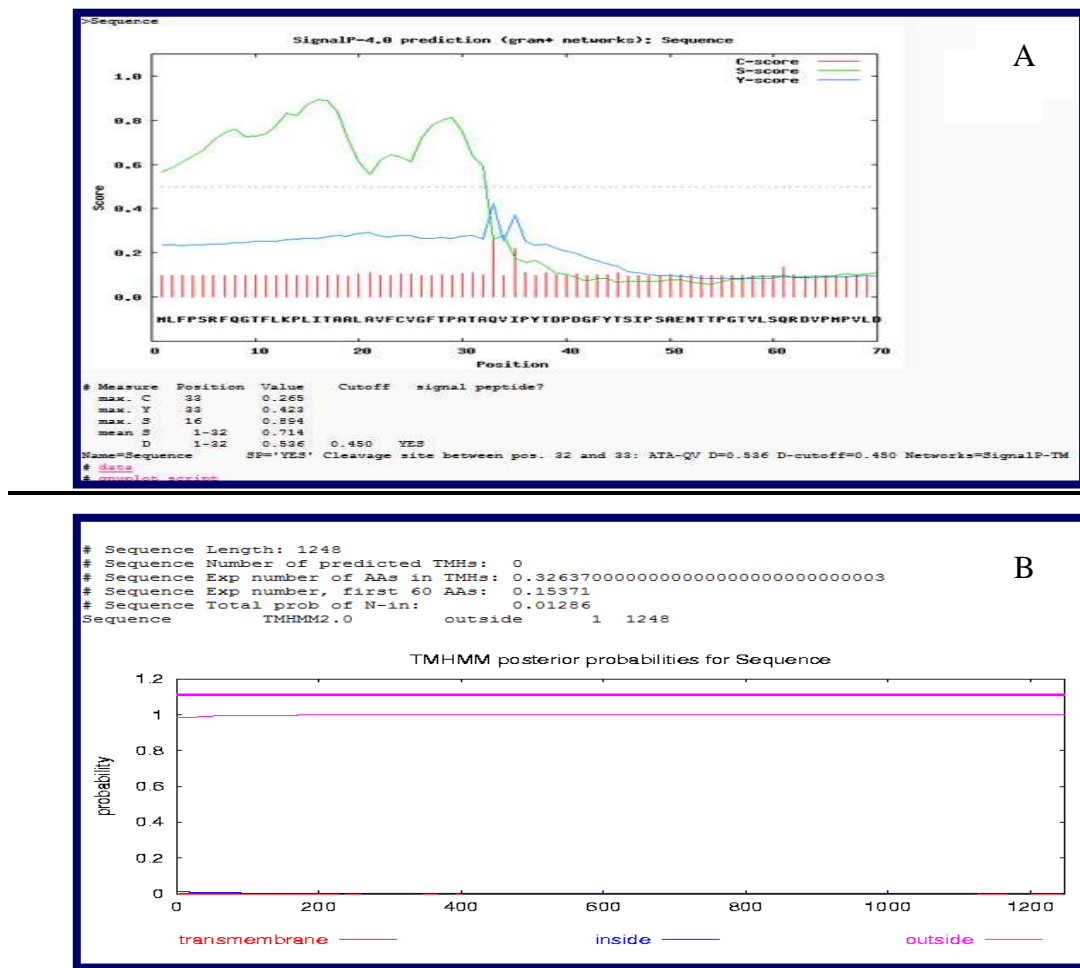 >Sequence
SignalP-4.0 prediction (gram+ networks): Sequence
A
C-score
S-score
Y-score
1.0
0.8
0.6
0.4
0.2
0.0
Score
MLFPSRFQGTFLKPLITAALAVFCVGFTPATAQVIPYTDPDGFYTSIPSAENTTPGTVLSQRDVPMPVLD
0 10 20 30 40 50 60 70
Position
# Measure Position Value Cutoff signal peptide?
max. C 33 0.265
max. Y 33 0.423
max. S 16 0.894
mean S 1-32 0.714
D 1-32 0.536 0.450 YES
Name=Sequence SP='YES' Cleavage site between pos. 32 and 33: ATA-QV D=0.536 D-cutoff=0.450 Networks=SignalP-TM
# data
# gnuplot script
# Sequence Length: 1248
B
# Sequence Number of predicted TMHs: 0
# Sequence Exp number of AAs in TMHs: 0.32637000000000000000000000003
# Sequence Exp number, first 60 AAs: 0.15371
# Sequence Total prob of N-in: 0.01286
Sequence TMHMM2.0 outside 1 1248
TMHMM posterior probabilities for Sequence
1.2
1
0.8
0.6
0.4
0.2
0
probability
0 200 400 600 800 1000 1200
transmembrane inside outside